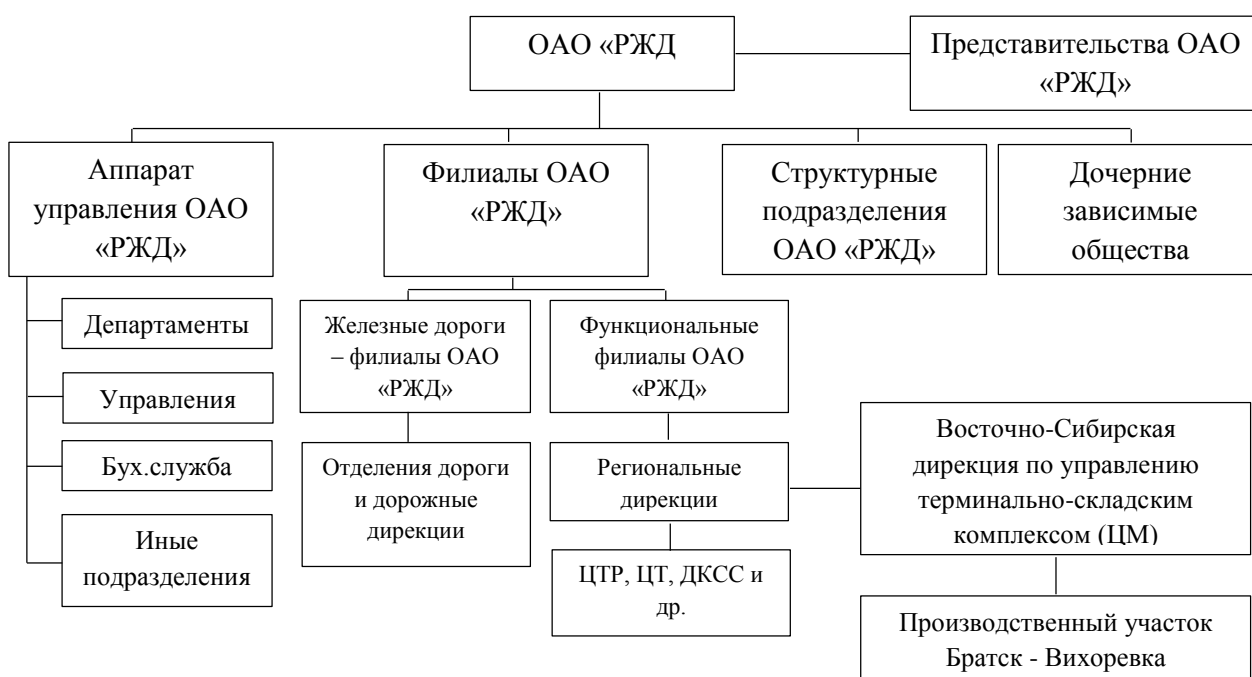 ОАО «РЖД
Представительства ОАО
«РЖД»
Аппарат
управления ОАО
«РЖД»
Филиалы ОАО
«РЖД»
Структурные
подразделения
ОАО «РЖД»
Дочерние
зависимые
общества
Департаменты
Управления
Бух.служба
Иные
подразделения
Железные дороги
– филиалы ОАО
«РЖД»
Функциональные
филиалы ОАО
«РЖД»
Отделения дороги
и дорожные
дирекции
Региональные
дирекции
ЦТР, ЦТ, ДКСС и
др.
Восточно-Сибирская
дирекция по управлению
терминально-складским
комплексом (ЦМ)
Производственный участок
Братск - Вихоревка